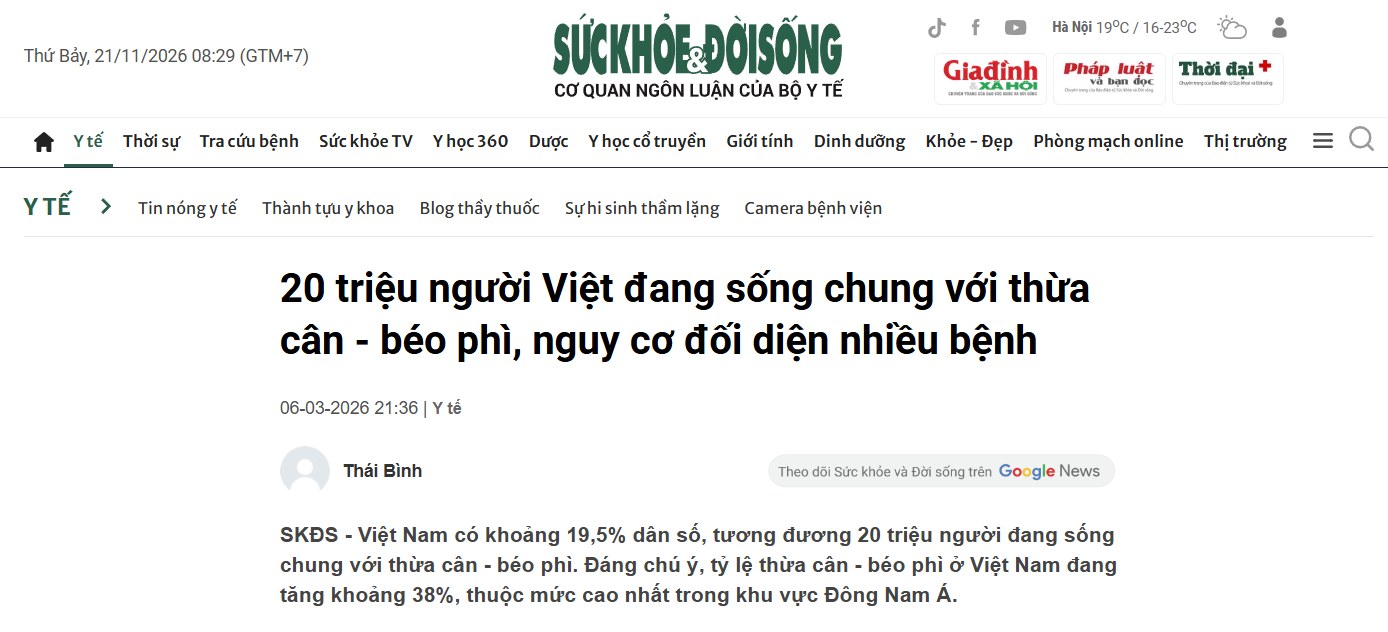 Thứ Bảy, 21/11/2026 08:29 (GTM+7)
SỨC KHỎE & ĐỜI SỐNG
CƠ QUAN NGÔN LUẬN CỦA BỘ Y TẾ
Hà Nội 19°C / 16-23°C
Gia đình & XÃ HỘI
Pháp luật và bạn đọc
Thời đại
Y tế Thời sự Tra cứu bệnh Sức khỏe TV Y học 360 Dược Y học cổ truyền Giới tính Dinh dưỡng Khỏe - Đẹp Phòng mạch online Thị trường
Y TẾ Tin nóng y tế Thành tựu y khoa Blog thầy thuốc Sự hi sinh thầm lặng Camera bệnh viện
20 triệu người Việt đang sống chung với thừa
cân - béo phì, nguy cơ đối diện nhiều bệnh
06-03-2026 21:36 | Y tế
Thái Bình
Theo dõi Sức khỏe và Đời sống trên Google News
SKĐS - Việt Nam có khoảng 19,5% dân số, tương đương 20 triệu người đang sống
chung với thừa cân - béo phì. Đáng chú ý, tỷ lệ thừa cân - béo phì ở Việt Nam đang
tăng khoảng 38%, thuộc mức cao nhất trong khu vực Đông Nam Á.